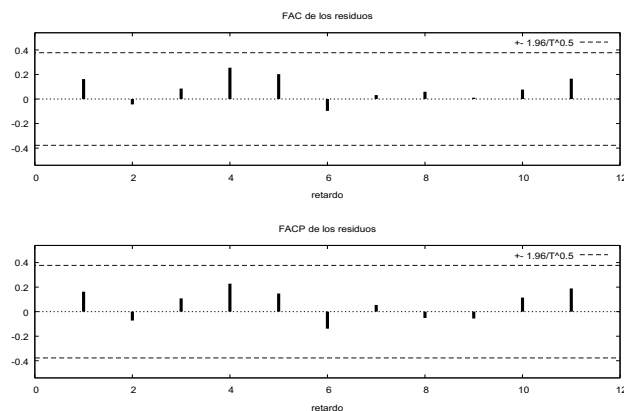 FAC de los residuos
+- 1.96/T^0.5
0.4
0.2
0
-0.2
-0.4
0 2 4 6 8 10 12
retardo
FACP de los residuos
+- 1.96/T^0.5
0.4
0.2
0
-0.2
-0.4
0 2 4 6 8 10 12
retardo